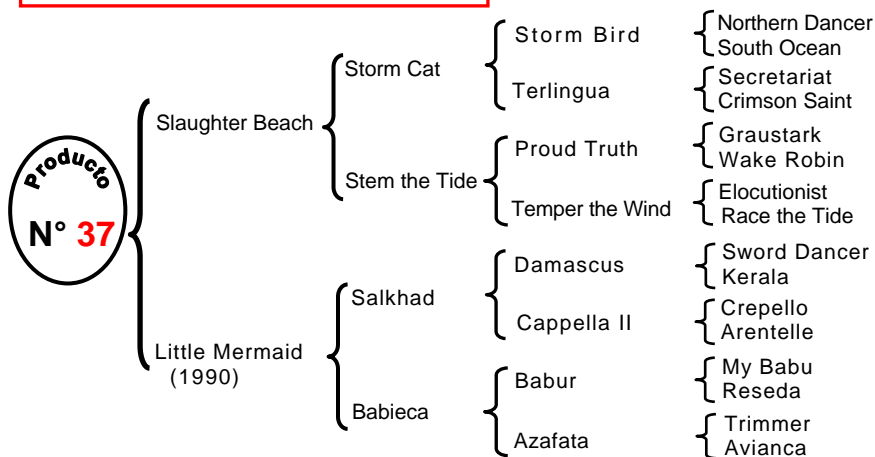 Producto
N° 37
Slaughter Beach
Little Mermaid
(1990)
Storm Cat
Stem the Tide
Salkhad
Babieca
Storm Bird
Terlingua
Proud Truth
Temper the Wind
Damascus
Cappella II
Babur
Azafata
Northern Dancer
South Ocean
Secretariat
Crimson Saint
Graustark
Wake Robin
Elocutionist
Race the Tide
Sword Dancer
Kerala
Crepello
Arentelle
My Babu
Reseda
Trimmer
Avianca